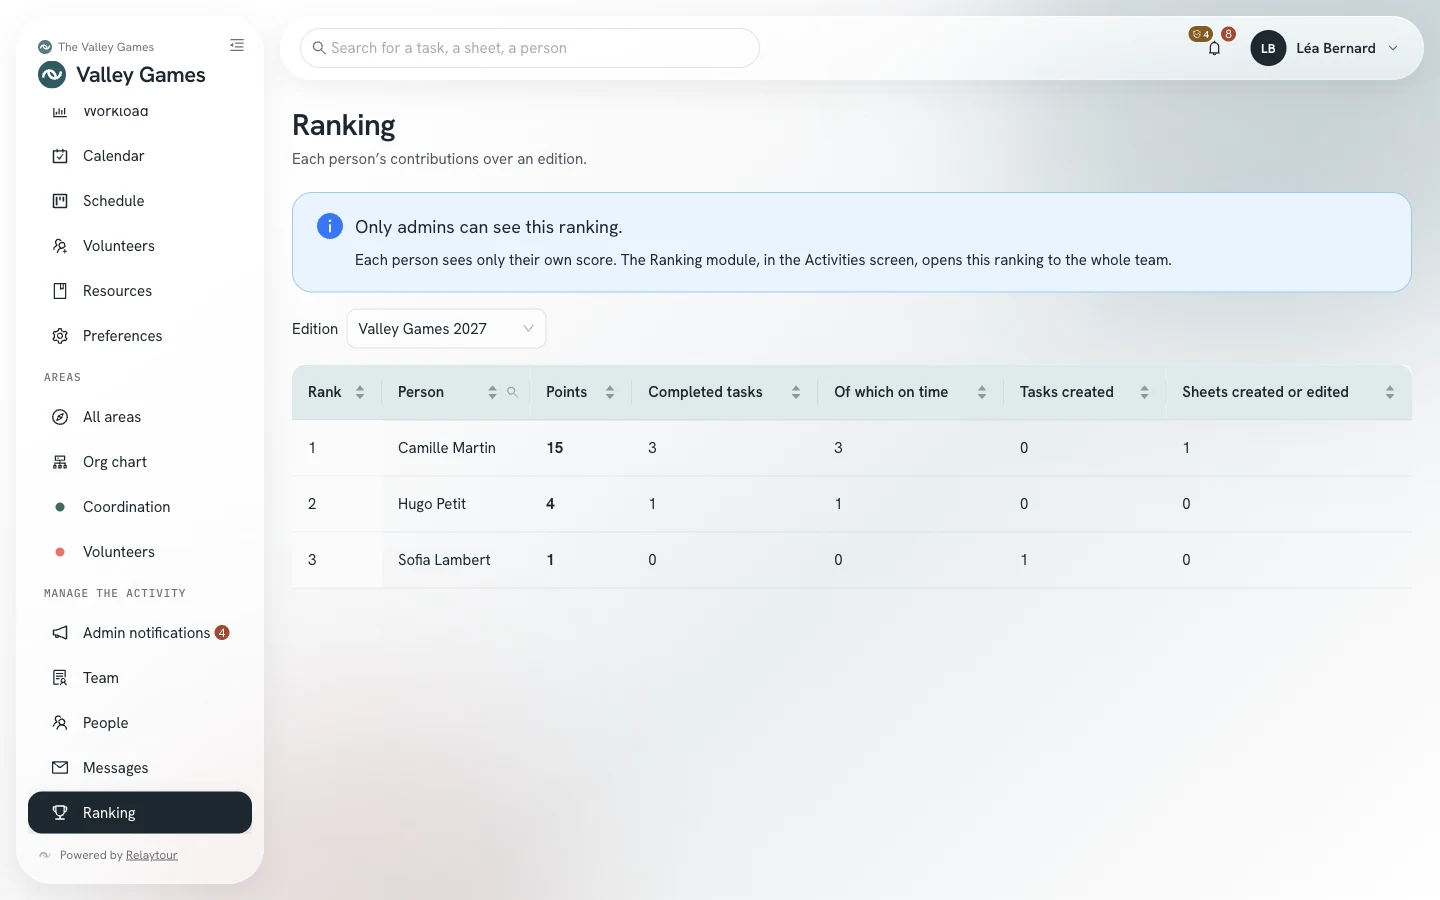 The Valley Games
Valley Games
Workload
Calendar
Schedule
Volunteers
Resources
Preferences
AREAS
All areas
Org chart
Coordination
Volunteers
MANAGE THE ACTIVITY
Admin notifications 4
Team
People
Messages
Ranking
Powered by Relaytour
Search for a task, a sheet, a person
4 8
LB Léa Bernard
Ranking
Each person’s contributions over an edition.
Only admins can see this ranking.
Each person sees only their own score. The Ranking module, in the Activities screen, opens this ranking to the whole team.
Edition Valley Games 2027
Rank Person Points Completed tasks Of which on time Tasks created Sheets created or edited
1 Camille Martin 15 3 3 0 1
2 Hugo Petit 4 1 1 0 0
3 Sofia Lambert 1 0 0 1 0